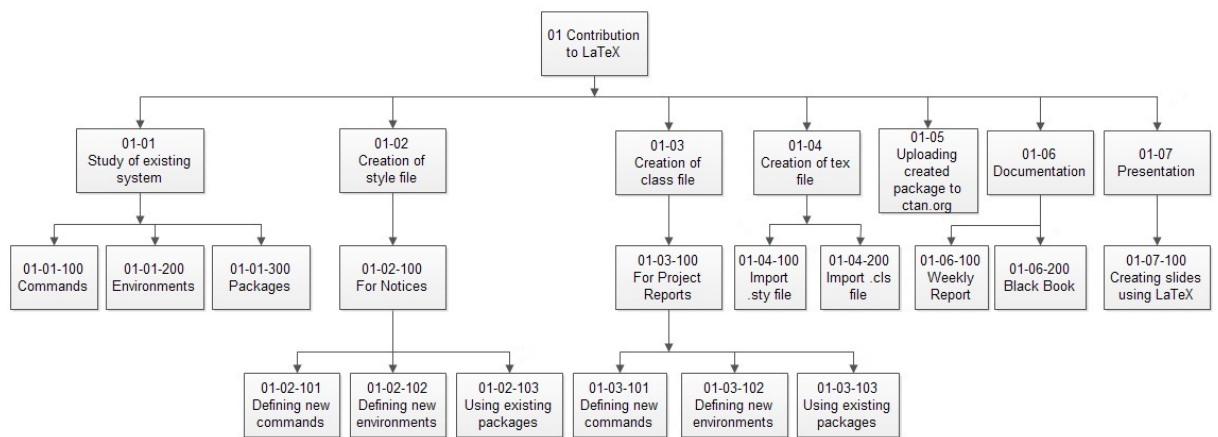 01 Contribution
to LaTeX
01-01
Study of existing
system
01-02
Creation of
style file
01-03
Creation of
class file
01-04
Creation of tex
file
01-05
Uploading
created
package to
ctan.org
01-06
Documentation
01-07
Presentation
01-01-100
Commands
01-01-200
Environments
01-01-300
Packages
01-02-100
For Notices
01-03-100
For Project
Reports
01-04-100
Import
.sty file
01-04-200
Import .cls
file
01-06-100
Weekly
Report
01-06-200
Black Book
01-07-100
Creating slides
using LaTeX
01-02-101
Defining new
commands
01-02-102
Defining new
environments
01-02-103
Using existing
packages
01-03-101
Defining new
commands
01-03-102
Defining new
environments
01-03-103
Using existing
packages